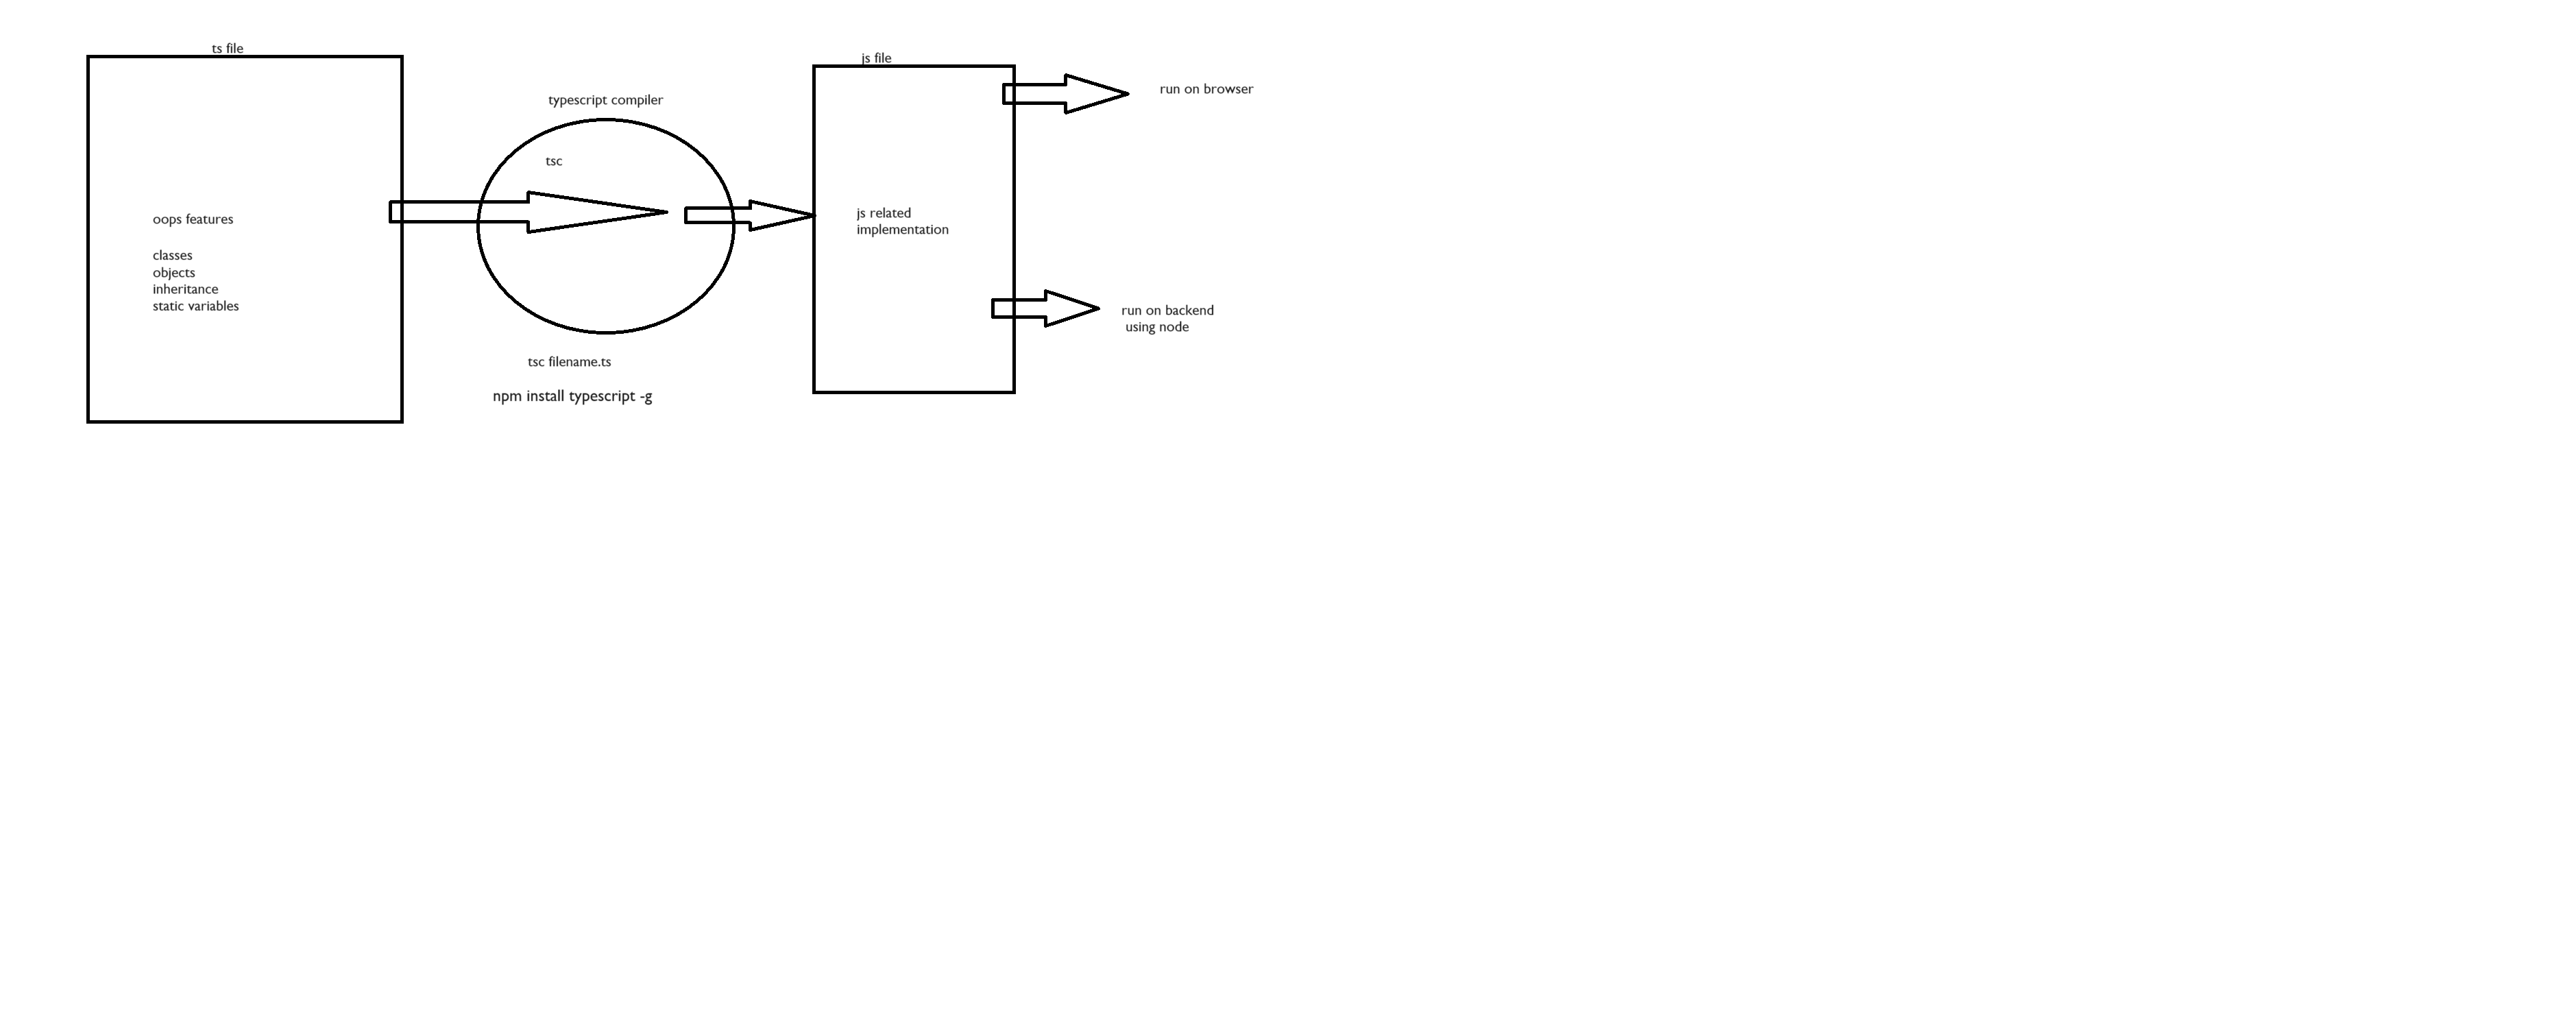 ts file
oops features
classes
objects
inheritance
static variables
typescript compiler
tsc
tsc filename.ts
npm install typescript -g
js file
js related
implementation
run on browser
run on backend
using node